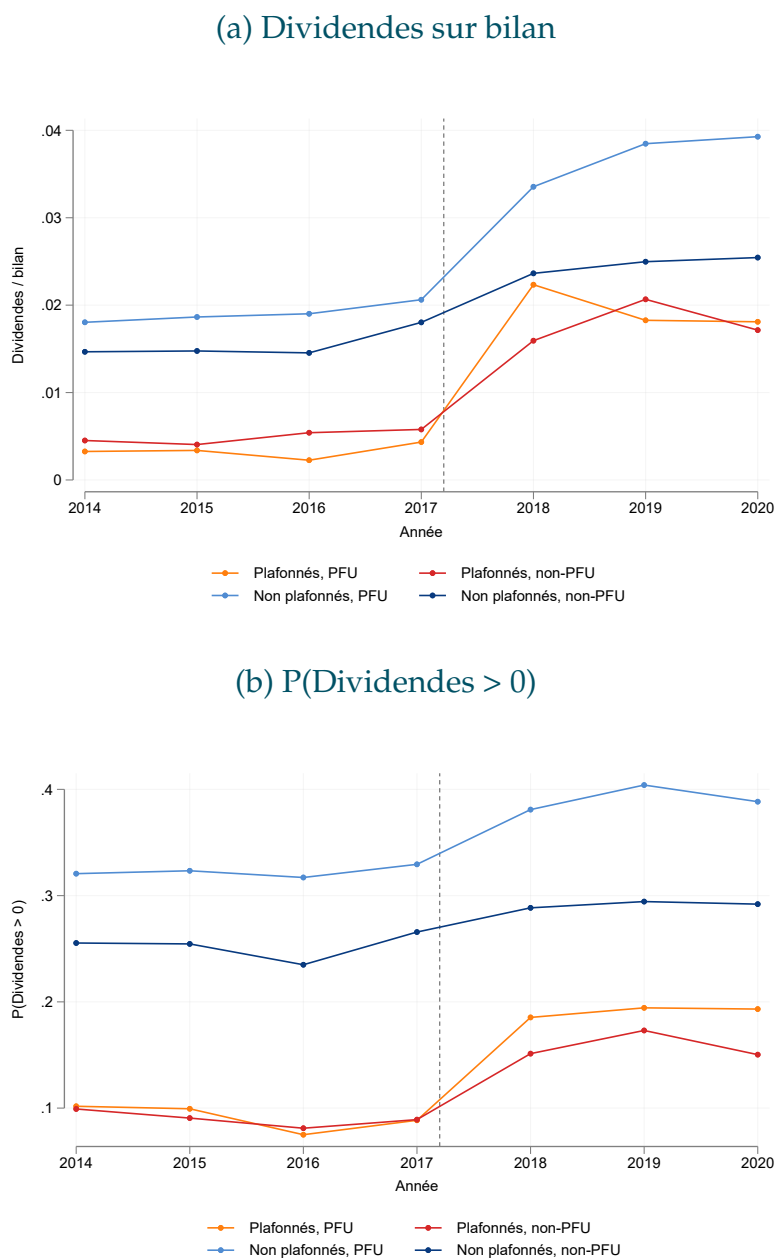 (a) Dividendes sur bilan
.04
.03
.02
.01
0
Dividendes / bilan
2014 2015 2016 2017 2018 2019 2020
Année
Plafonnés, PFU Plafonnés, non-PFU
Non plafonnés, PFU Non plafonnés, non-PFU
(b) P(Dividendes > 0)
.4
.3
.2
.1
P(Dividendes > 0)
2014 2015 2016 2017 2018 2019 2020
Année
Plafonnés, PFU Plafonnés, non-PFU
Non plafonnés, PFU Non plafonnés, non-PFU